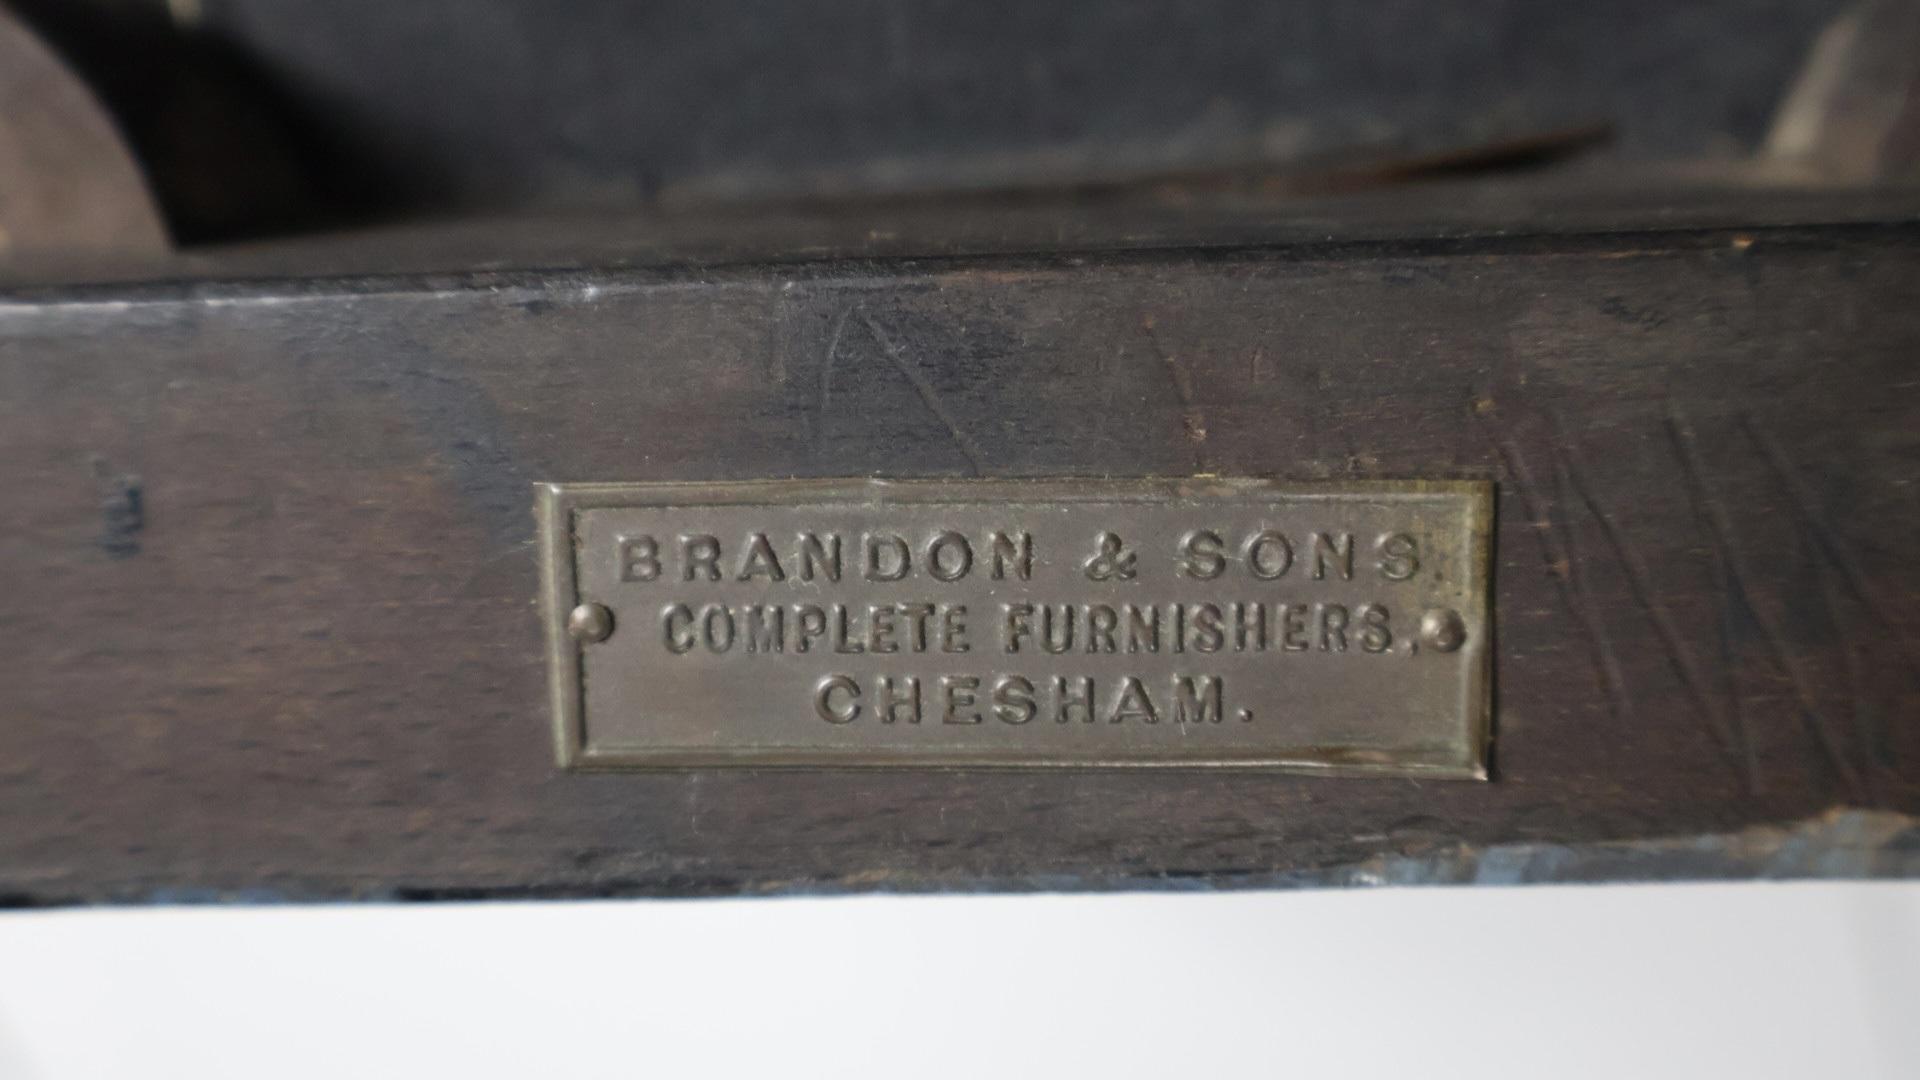 BRANDON & SONS.
COMPLETE FURNISHERS,
CHESHAM.